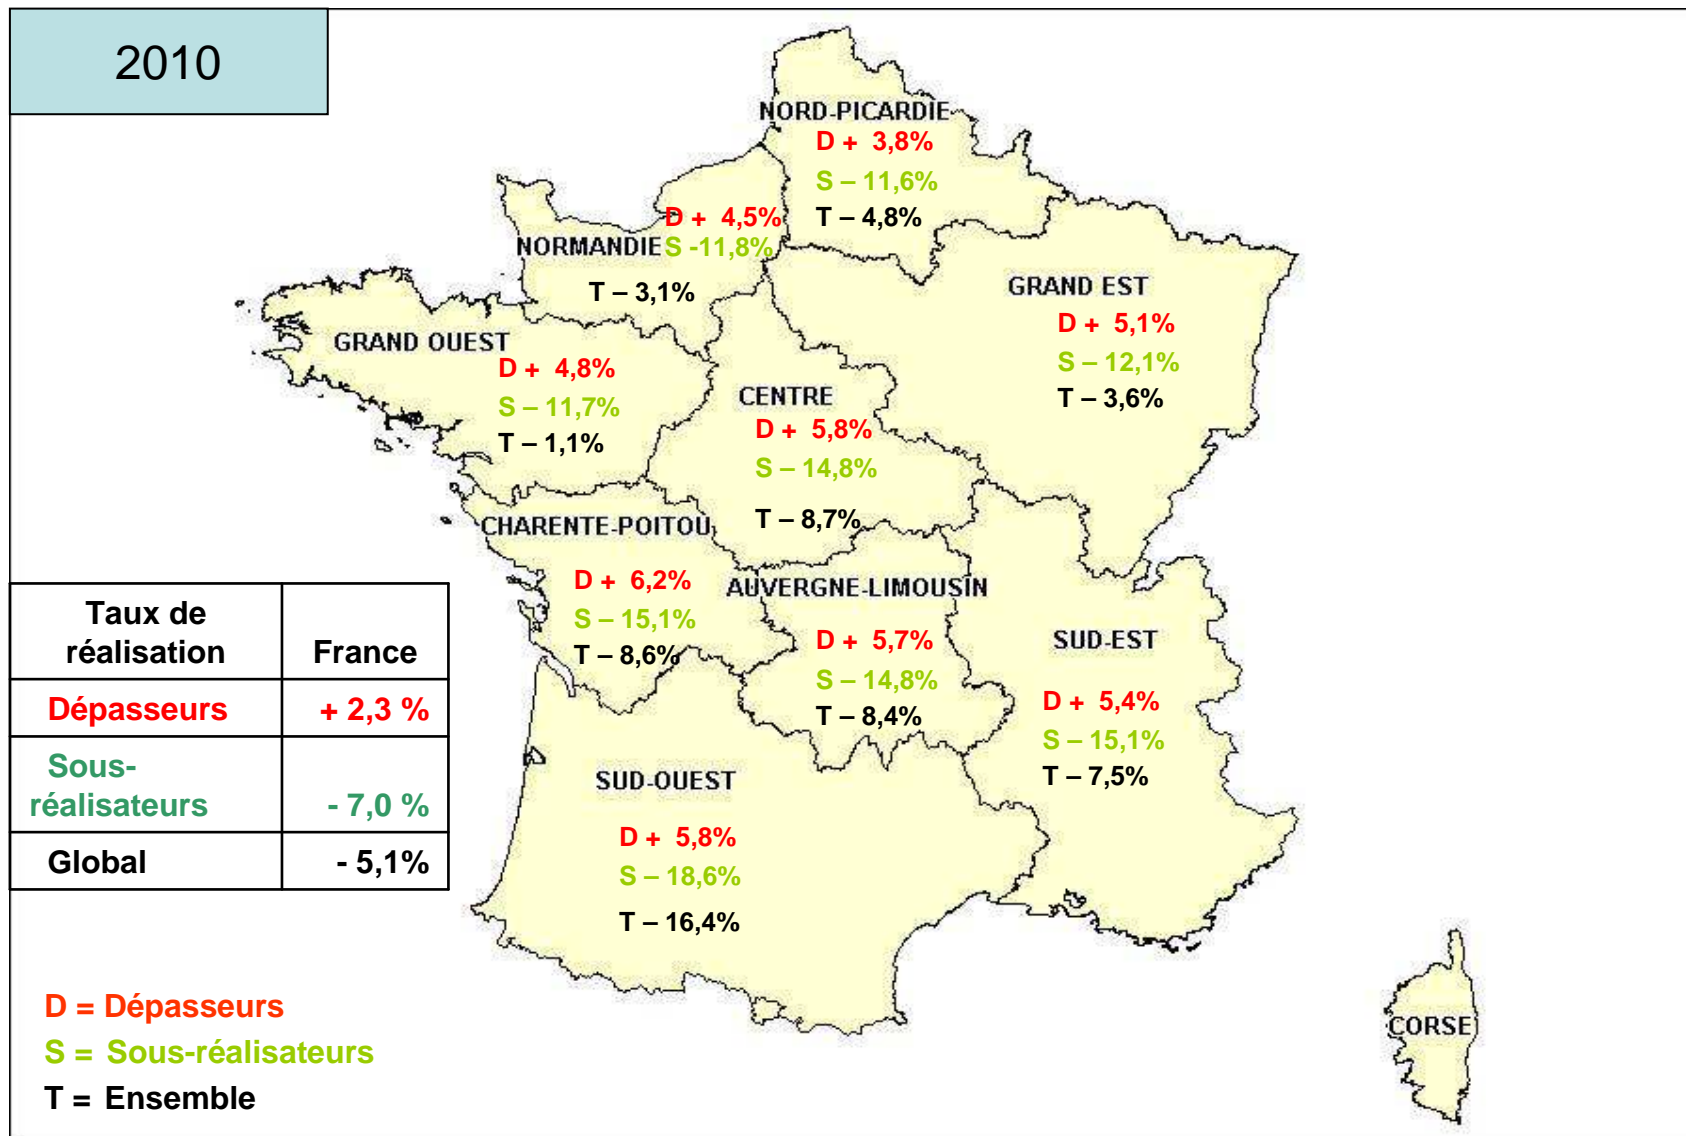 2010
NORD-PICARDIE
D + 3,8%
S – 11,6%
T – 4,8%
NORMANDIE
D + 4,5%
S -11,8%
T – 3,1%
GRAND EST
D + 5,1%
S – 12,1%
T – 3,6%
GRAND OUEST
D + 4,8%
S – 11,7%
T – 1,1%
CENTRE
D + 5,8%
S – 14,8%
T – 8,7%
CHARENTE-POITOU
D + 6,2%
S – 15,1%
T – 8,6%
AUVERGNE-LIMOUSIN
D + 5,7%
S – 14,8%
T – 8,4%
SUD-EST
D + 5,4%
S – 15,1%
T – 7,5%
SUD-OUEST
D + 5,8%
S – 18,6%
T – 16,4%
CORSE
Taux de
réalisation France
Dépasseurs + 2,3 %
Sous-
réalisateurs - 7,0 %
Global - 5,1%
D = Dépasseurs
S = Sous-réalisateurs
T = Ensemble